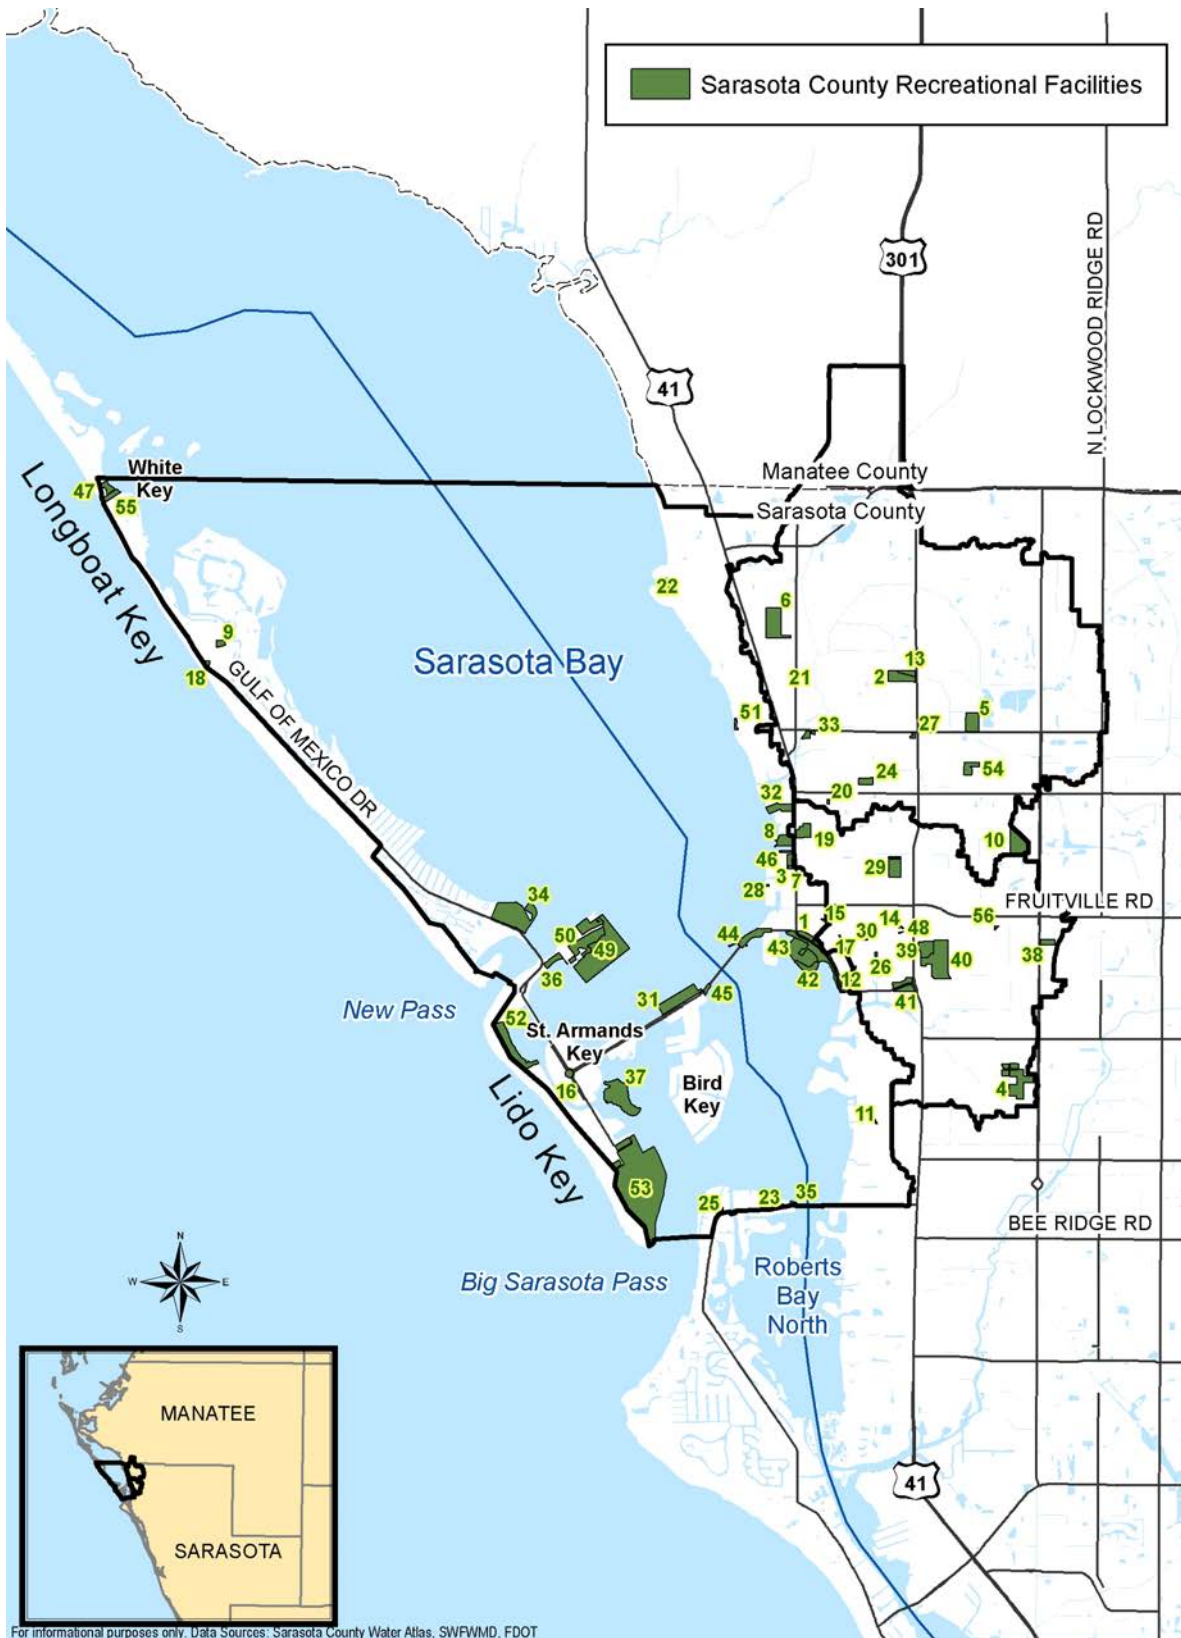 Sarasota County Recreational Facilities
301
N LOCKWOOD RIDGE RD
41
Manatee County
Sarasota County
White
Key
47
55
Longboat Key
22
6
9
18
GULF OF MEXICO DR
Sarasota Bay
21
13
2
5
51
33
27
24
54
32
20
8
19
10
46
29
3
7
28
FRUITVILLE RD
34
15
14
56
1
30
48
44
50
49
43
17
39
40
38
36
42
26
12
41
31
45
New Pass
52
St. Armands
Key
16
37
Bird
Key
4
11
Lido Key
53
25
23
35
BEE RIDGE RD
Big Sarasota Pass
Roberts
Bay
North
N
W
E
S
MANATEE
SARASOTA
41
For informational purposes only. Data Sources: Sarasota County Water Atlas, SWFWMD, FDOT